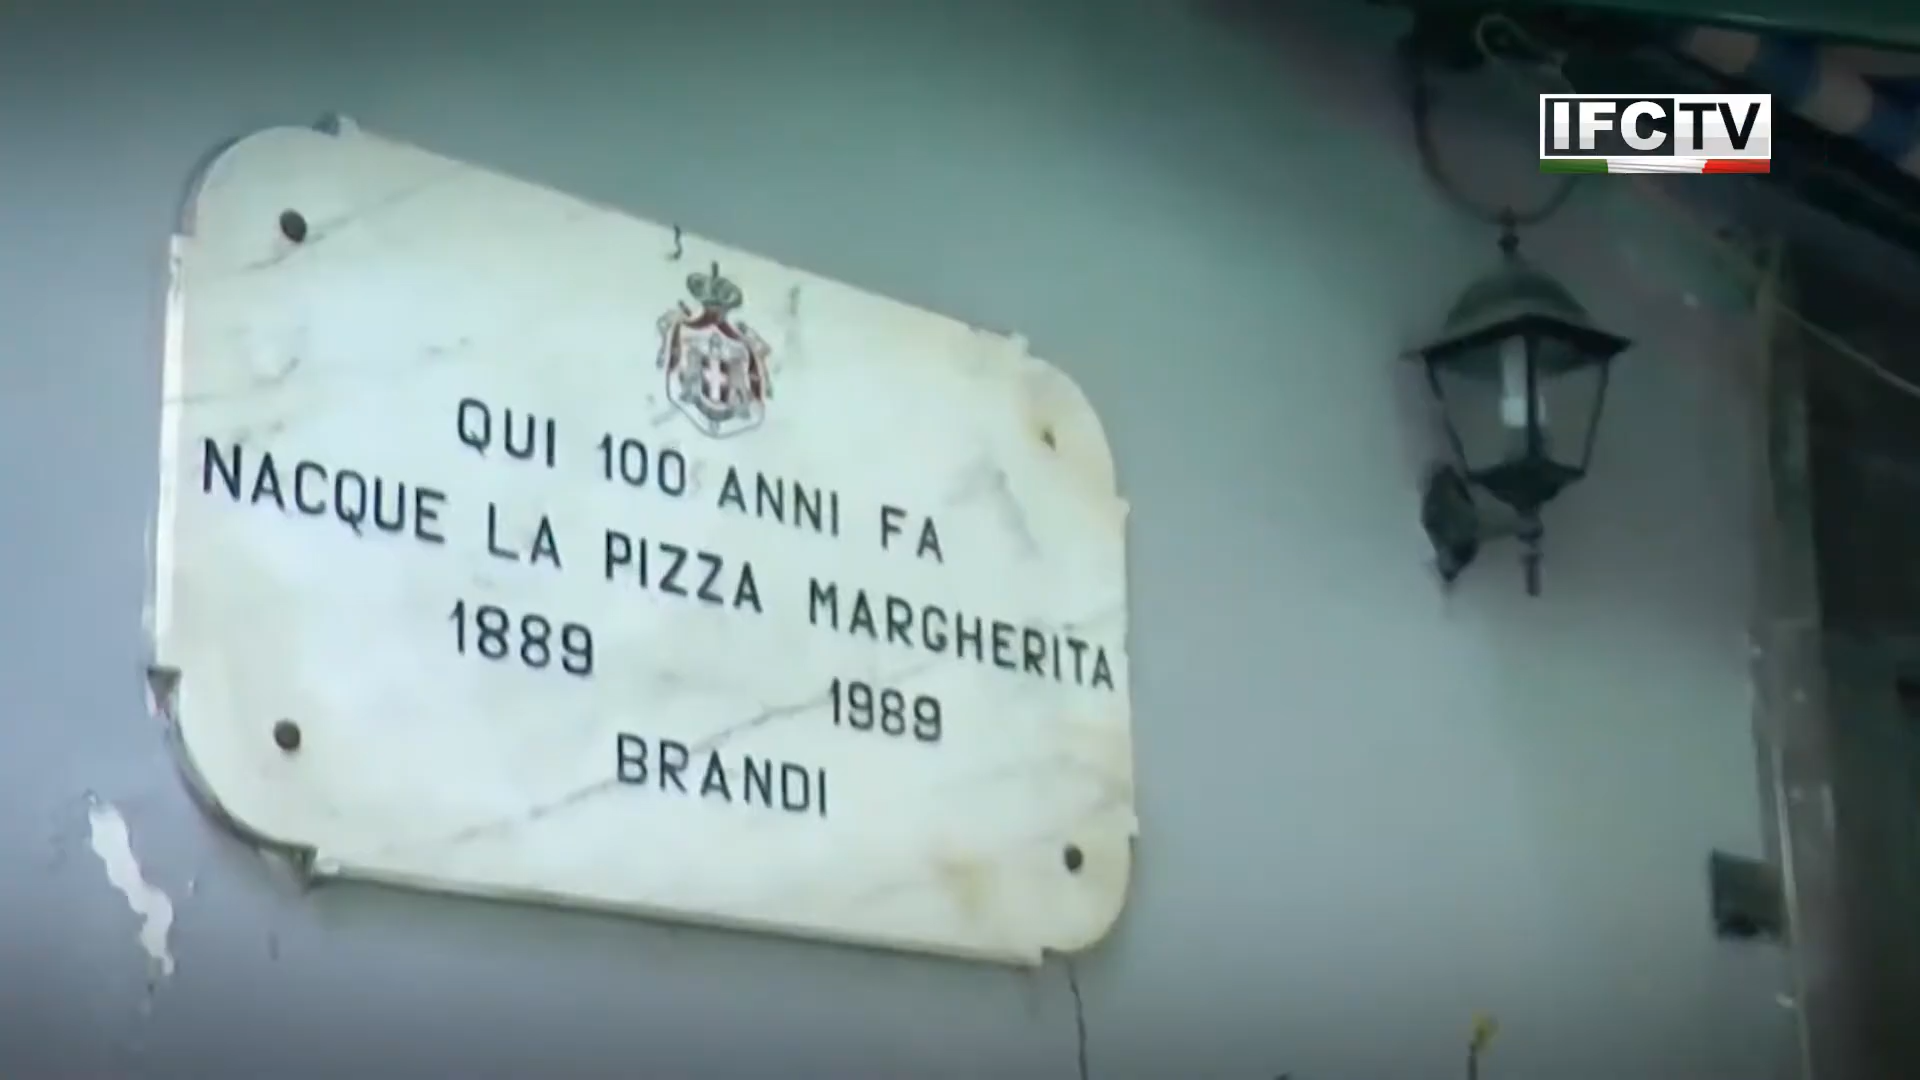 IFCTV
QUI 100 ANNI FA
NACQUE LA PIZZA MARGHERITA
1889 1989
BRANDI